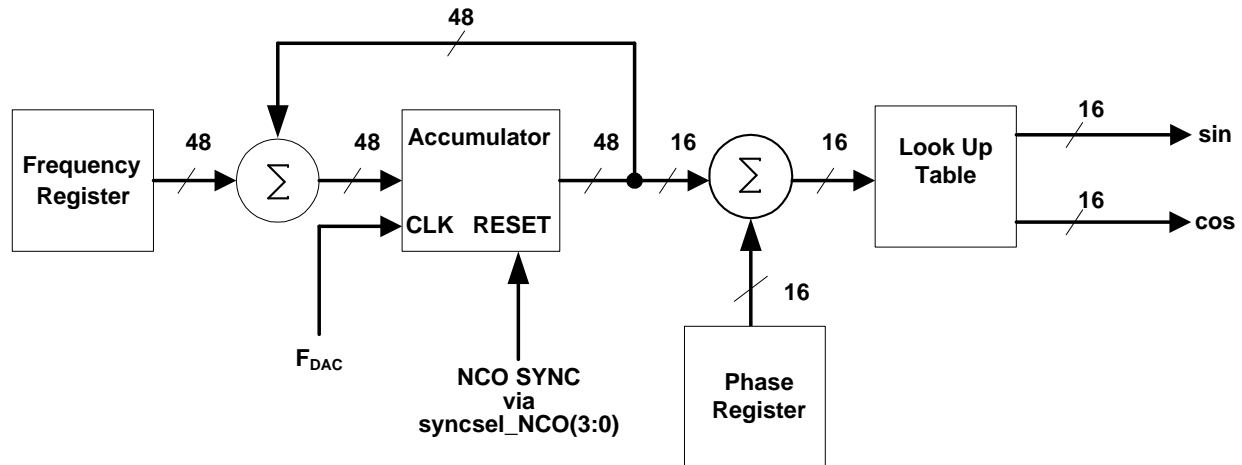 48
Frequency
Register
48
Σ
48
Accumulator
CLK RESET
48
16
Σ
16
Look Up
Table
16
sin
16
cos
F_DAC
NCO SYNC
via
syncsel_NCO(3:0)
16
Phase
Register